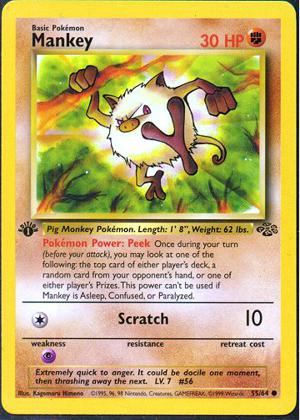 Basic Pokémon
Mankey 30 HP
Pig Monkey Pokémon. Length: 1' 8", Weight: 62 lbs.
Pokémon Power: Peek Once during your turn
(before your attack), you may look at one of the
following: the top card of either player's deck, a
random card from your opponent's hand, or one of
either player's Prizes. This power can't be used if
Mankey is Asleep, Confused, or Paralyzed.
Scratch 10
weakness resistance retreat cost
Extremely quick to anger. It could be docile one moment,
then thrashing away the next. LV. 7 #56
Illus. Kagemaru Himeno ©1995, 96, 98 Nintendo, Creatures, GAMEFREAK. ©1999 Wizards. 55/64